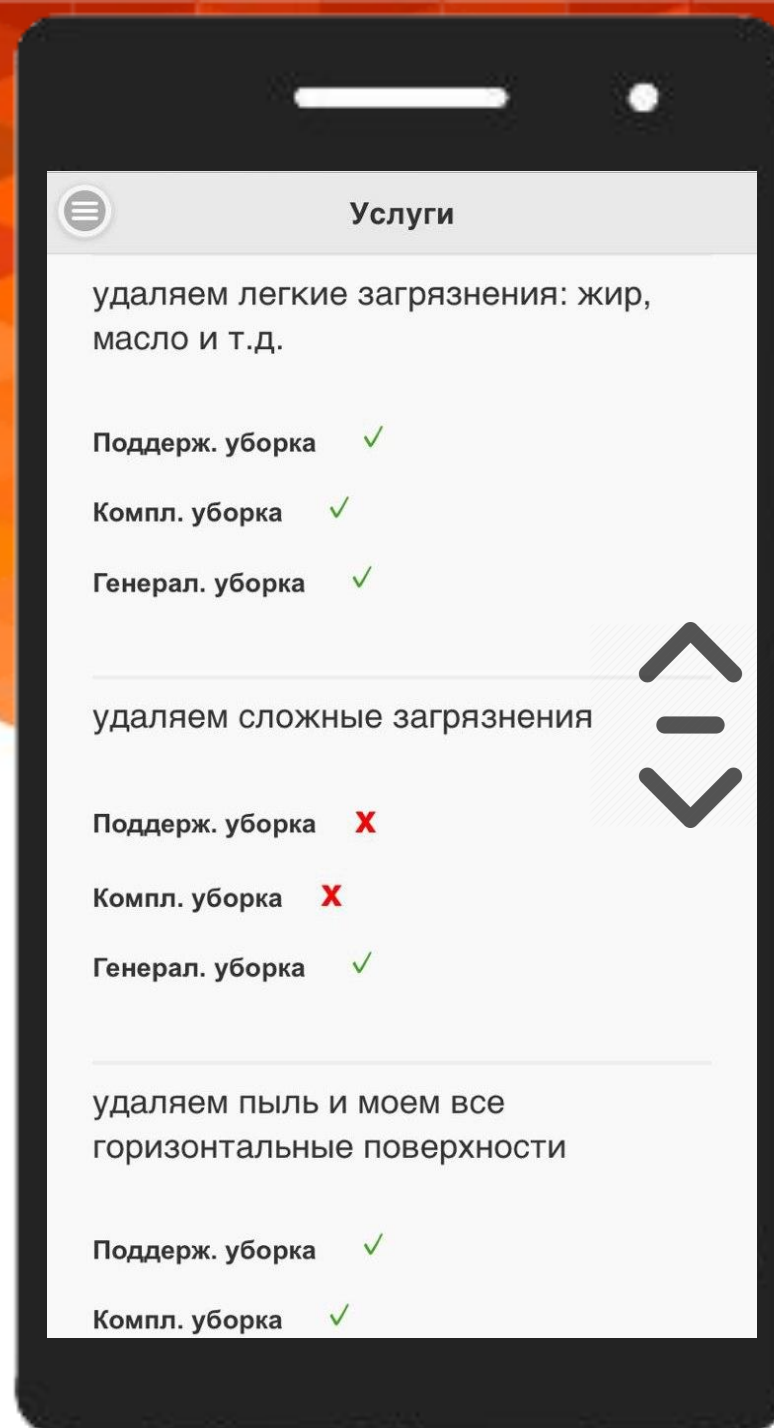 Услуги
удаляем легкие загрязнения: жир,
масло и т.д.
Поддерж. уборка ✓
Компл. уборка ✓
Генерал. уборка ✓
удаляем сложные загрязнения
Поддерж. уборка X
Компл. уборка X
Генерал. уборка ✓
удаляем пыль и моем все
горизонтальные поверхности
Поддерж. уборка ✓
Компл. уборка ✓